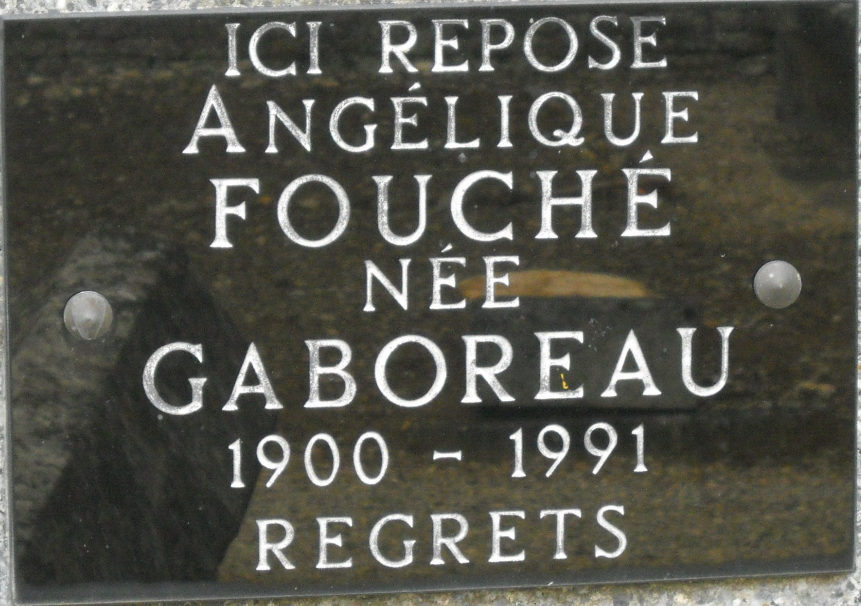 ICI REPOSE
ANGÉLIQUE
FOUCHÉ
NÉE
GABOREAU
1900 - 1991
REGRETS